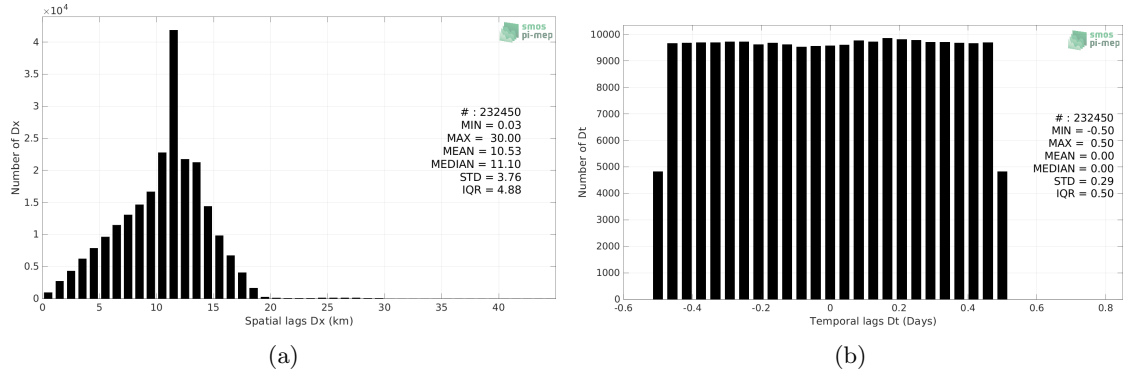 ×10⁴
4
3.5
3
2.5
2
1.5
1
0.5
0
Number of Dx
smos
pi-mep
# : 232450
MIN = 0.03
MAX = 30.00
MEAN = 10.53
MEDIAN = 11.10
STD = 3.76
IQR = 4.88
0 5 10 15 20 25 30 35 40
Spatial lags Dx (km)
(a)
10000
9000
8000
7000
6000
5000
4000
3000
2000
1000
0
Number of Dt
smos
pi-mep
# : 232450
MIN = -0.50
MAX = 0.50
MEAN = 0.00
MEDIAN = 0.00
STD = 0.29
IQR = 0.50
-0.6 -0.4 -0.2 0 0.2 0.4 0.6 0.8
Temporal lags Dt (Days)
(b)